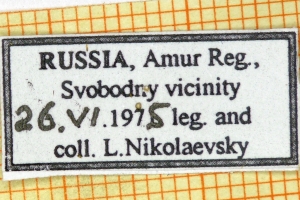 RUSSIA, Amur Reg.,
Svobodny vicinity
26.VI.1975 leg. and
coll. L.Nikolaevsky